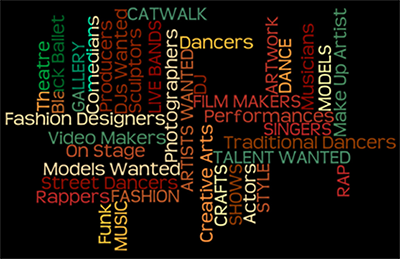 CATWALK
Theatre
Black Ballet
GALLERY
Comedians
Producers
DJs Wanted
Sculptors
LIVE BANDS
Photographers
Dancers
ARTISTS WANTED
DJ
ARTWORK
DANCE
Musicians
MODELS
Make Up Artist
FILM MAKERS
Fashion Designers
Performances
SINGERS
Video Makers
Traditional Dancers
On Stage
TALENT WANTED
Models Wanted
Street Dancers
Rappers
FASHION
Creative Arts
CRAFTS
SHOWS
Actors
STYLE
RAP
Funk
MUSIC